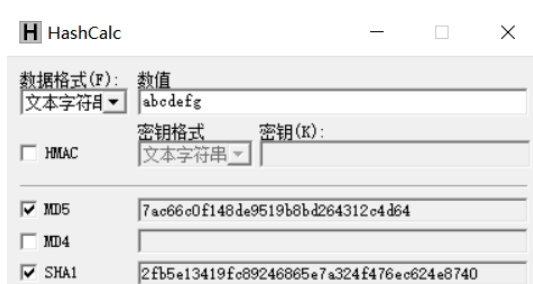 H HashCalc
数据格式(F): 数值
文本字符串 abcdefg
密钥格式 密钥(K):
HMAC 文本字符串
MD5 7ac66c0f148de9519b8bd264312c4d64
MD4
SHA1 2fb5e13419fc89246865e7a324f476ec624e8740